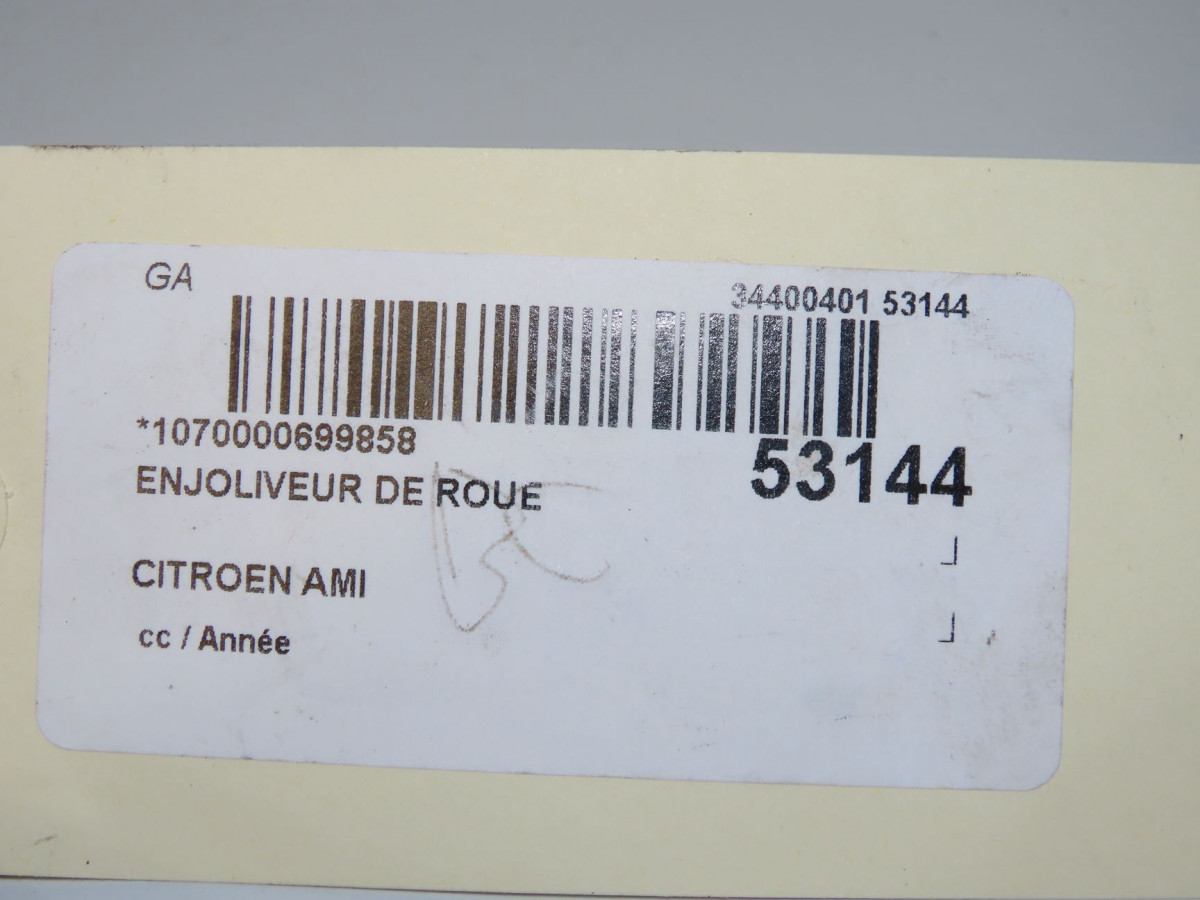 GA
34400401 53144
*1070000699858
53144
ENJOLIVEUR DE ROUE
CITROEN AMI
cc / Année